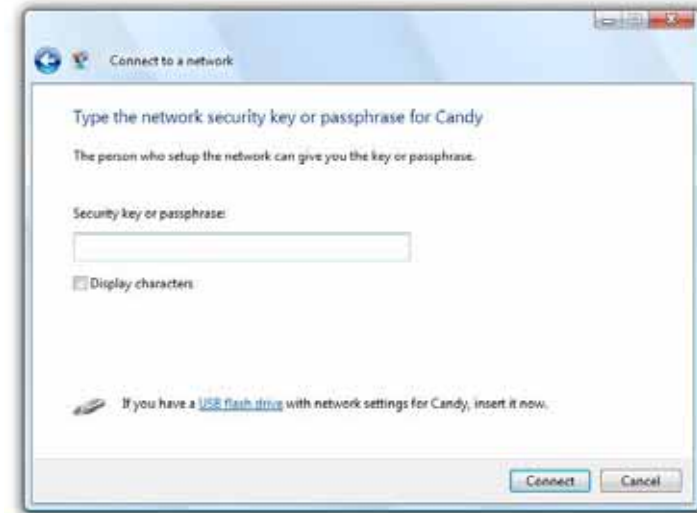 Connect to a network
Type the network security key or passphrase for Candy
The person who setup the network can give you the key or passphrase.
Security key or passphrase:
Display characters
If you have a USB flash drive with network settings for Candy, insert it now.
Connect Cancel